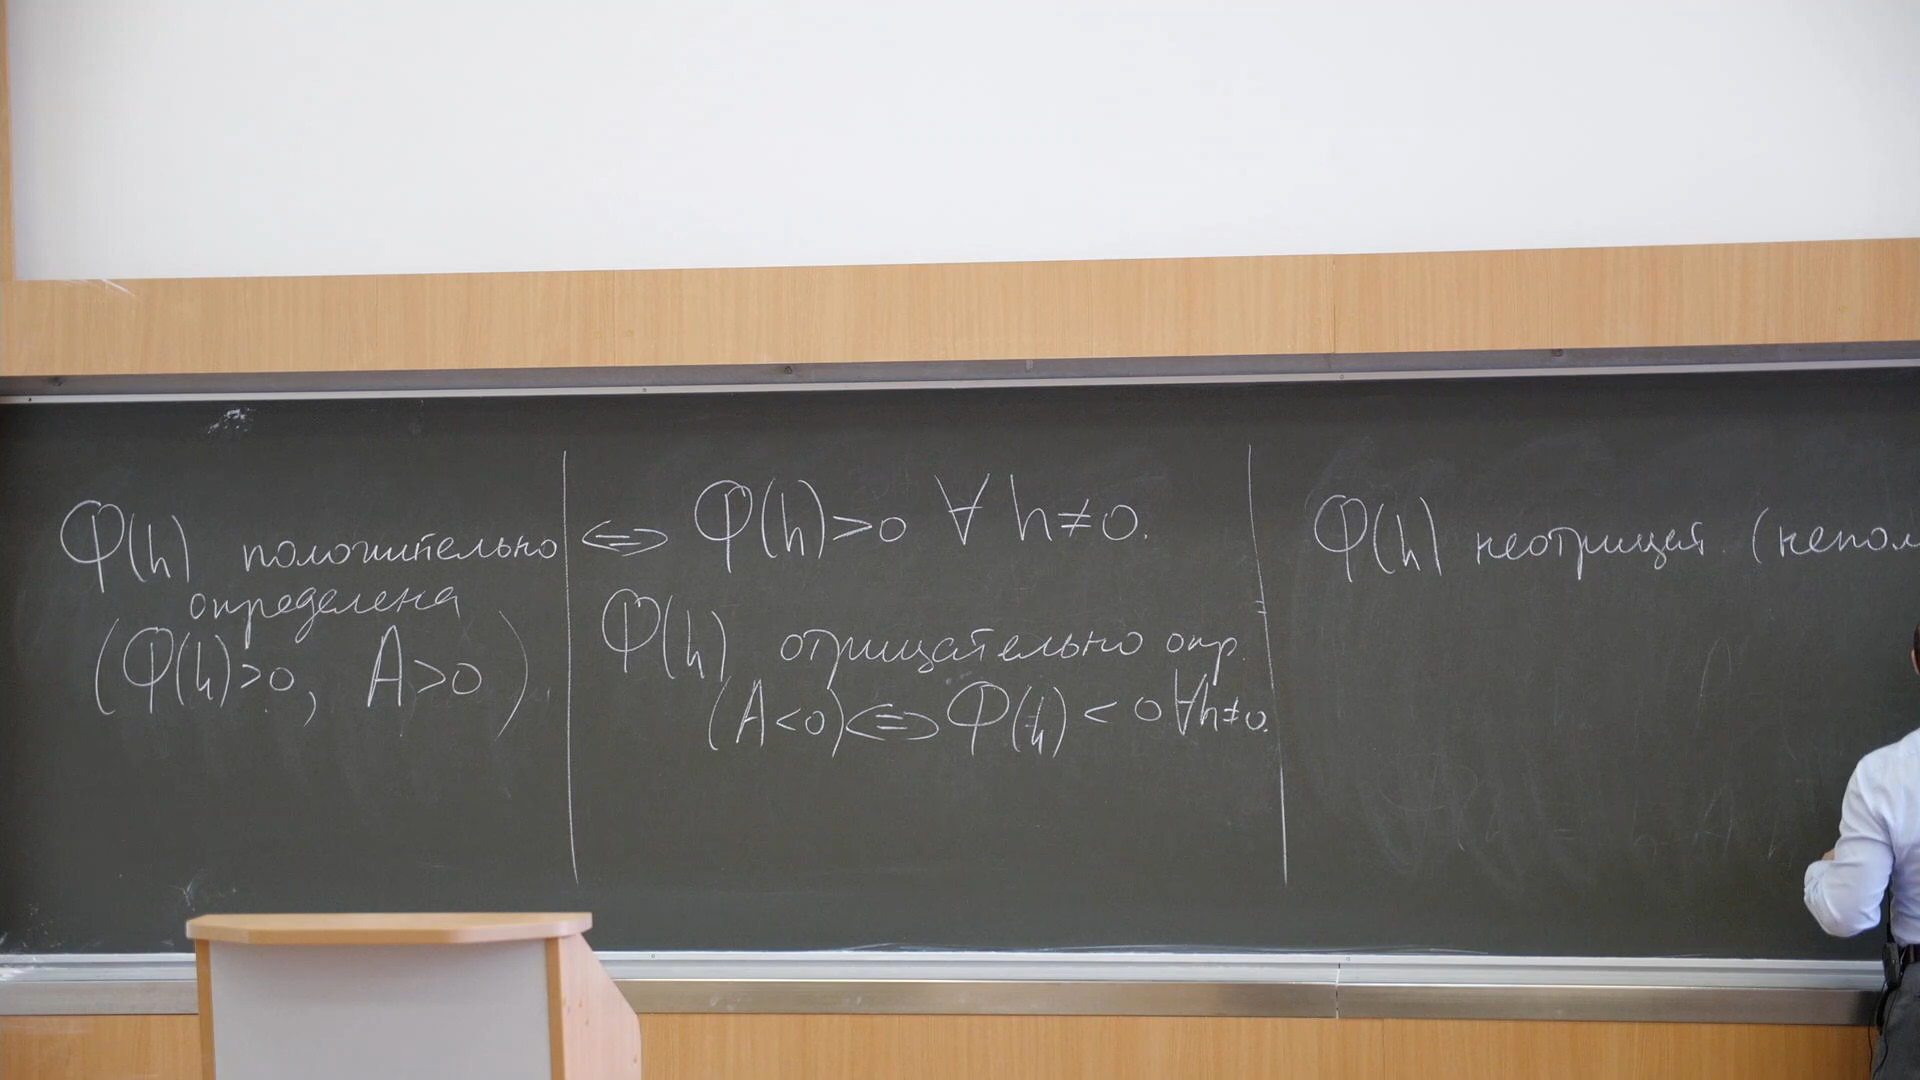 Φ(h) положительно
определена
(Φ(h)>0, A>0)
⇔ Φ(h)>0 ∀ h≠0.
Φ(h) отрицательно опр.
(A<0)⇔ Φ(h) < 0 ∀h≠0.
Φ(h) неотрицат. (непол